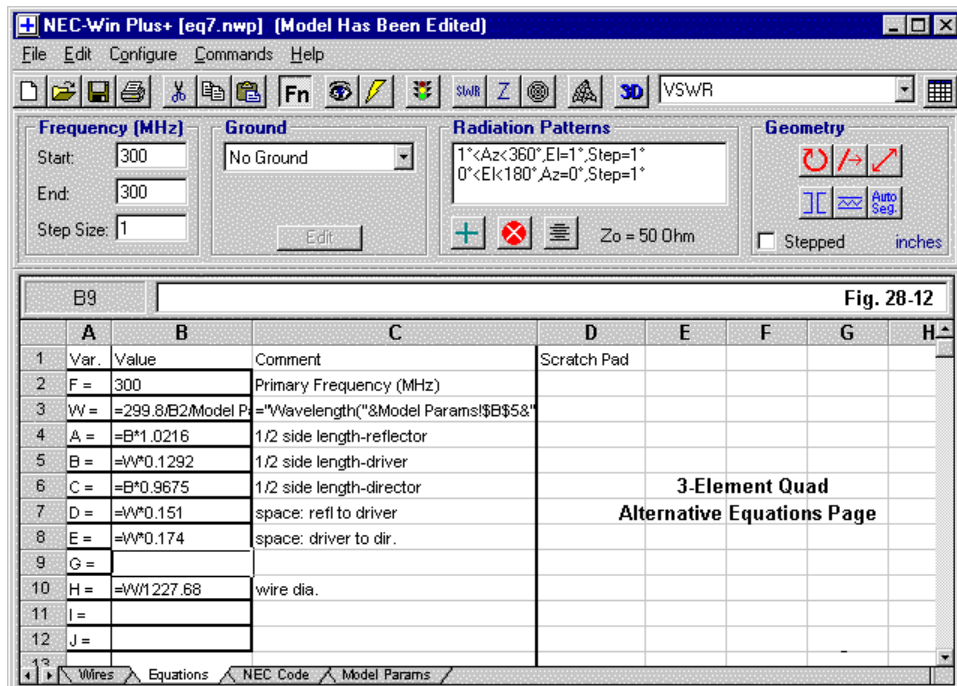 NEC-Win Plus+ [eq7.nwp] (Model Has Been Edited)
File Edit Configure Commands Help
Fn SWR Z 3D VSWR
Frequency (MHz) Ground Radiation Patterns Geometry
Start: 300 No Ground 1°<Az<360°,El=1°,Step=1°
End: 300 0°<El<180°,Az=0°,Step=1°
Step Size: 1 Edit Zo = 50 Ohm Auto Seg. Stepped inches
B9 Fig. 28-12
A B C D E F G H
1 Var. Value Comment Scratch Pad
2 F = 300 Primary Frequency (MHz)
3 W = =299.8/B2/Model Pa ="Wavelength("&Model Params!$B$5&"
4 A = =B*1.0216 1/2 side length-reflector
5 B = =W*0.1292 1/2 side length-driver
6 C = =B*0.9675 1/2 side length-director 3-Element Quad
7 D = =W*0.151 space: refl to driver Alternative Equations Page
8 E = =W*0.174 space: driver to dir.
9 G =
10 H = =W/1227.68 wire dia.
11 I =
12 J =
13
Wires Equations NEC Code Model Params